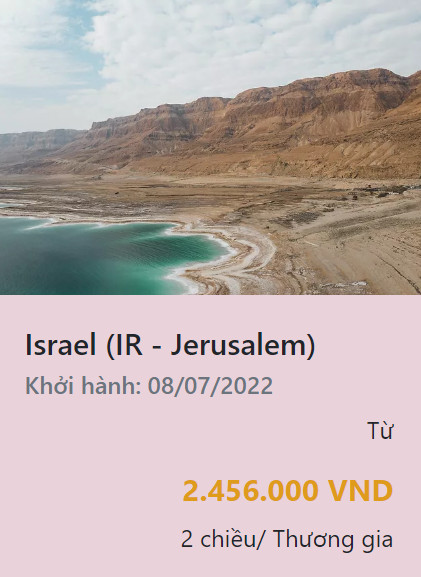 Israel (IR - Jerusalem)
Khởi hành: 08/07/2022
Từ
2.456.000 VND
2 chiều/ Thương gia